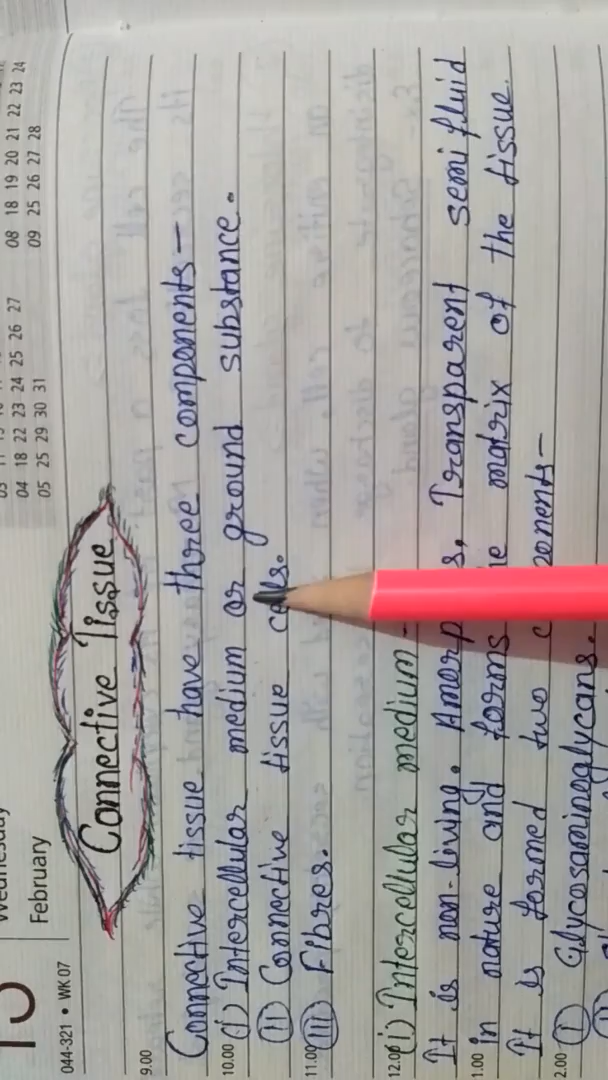 04 18 22 23 24 25 26 27
05 25 29 30 31
08 18 19 20 21 22 23 24
09 25 26 27 28
February
044-321 • WK 07
Connective Tissue
9.00
Connective tissue have three components—
10.00 (i) Intercellular medium or ground substance.
(ii) Connective tissue cells.
11.00 (iii) Fibres.
12.00 (i) Intercellular medium -
It is non-living. Transparent semifluid
1.00 in nature and forms matrix of the tissue.
It is formed two
2.00 (i) Glycosaminoglycans.